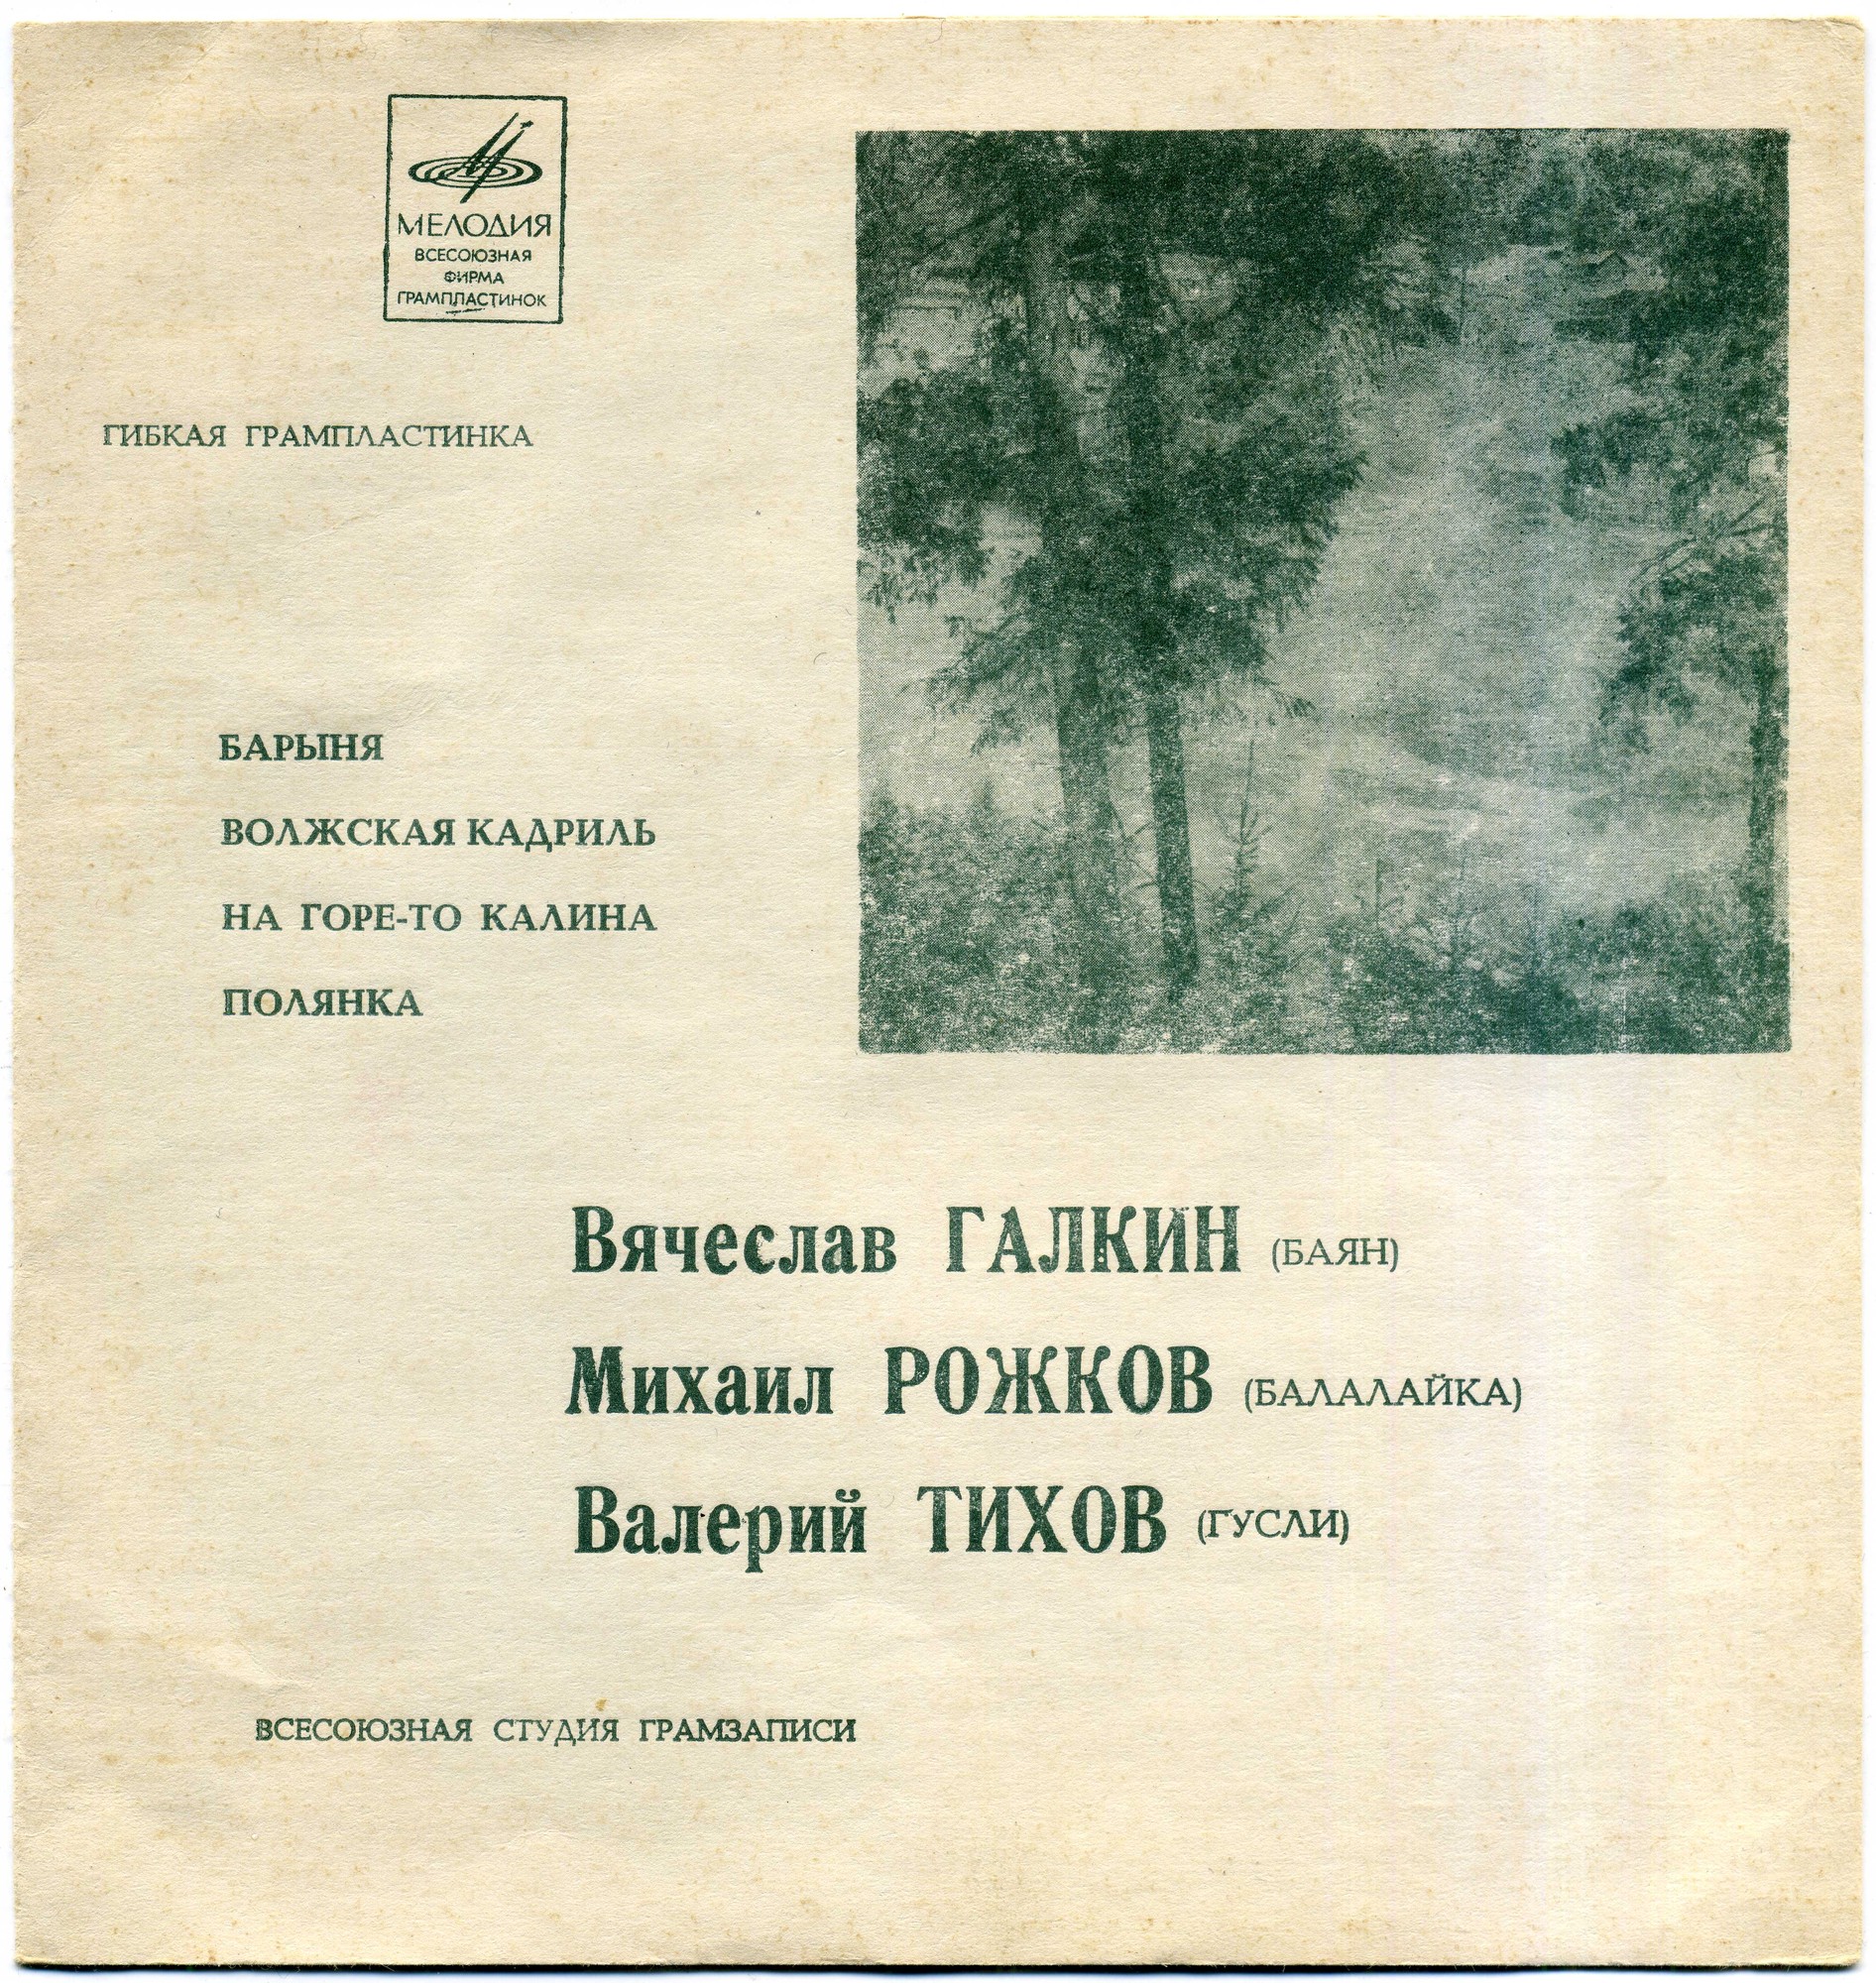 МЕЛОДИЯ
ВСЕСОЮЗНАЯ
ФИРМА
ГРАМПЛАСТИНОК
ГИБКАЯ ГРАМПЛАСТИНКА
БАРЫНЯ
ВОЛЖСКАЯ КАДРИЛЬ
НА ГОРЕ-ТО КАЛИНА
ПОЛЯНКА
Вячеслав ГАЛКИН (БАЯН)
Михаил РОЖКОВ (БАЛАЛАЙКА)
Валерий ТИХОВ (ГУСЛИ)
ВСЕСОЮЗНАЯ СТУДИЯ ГРАМЗАПИСИ